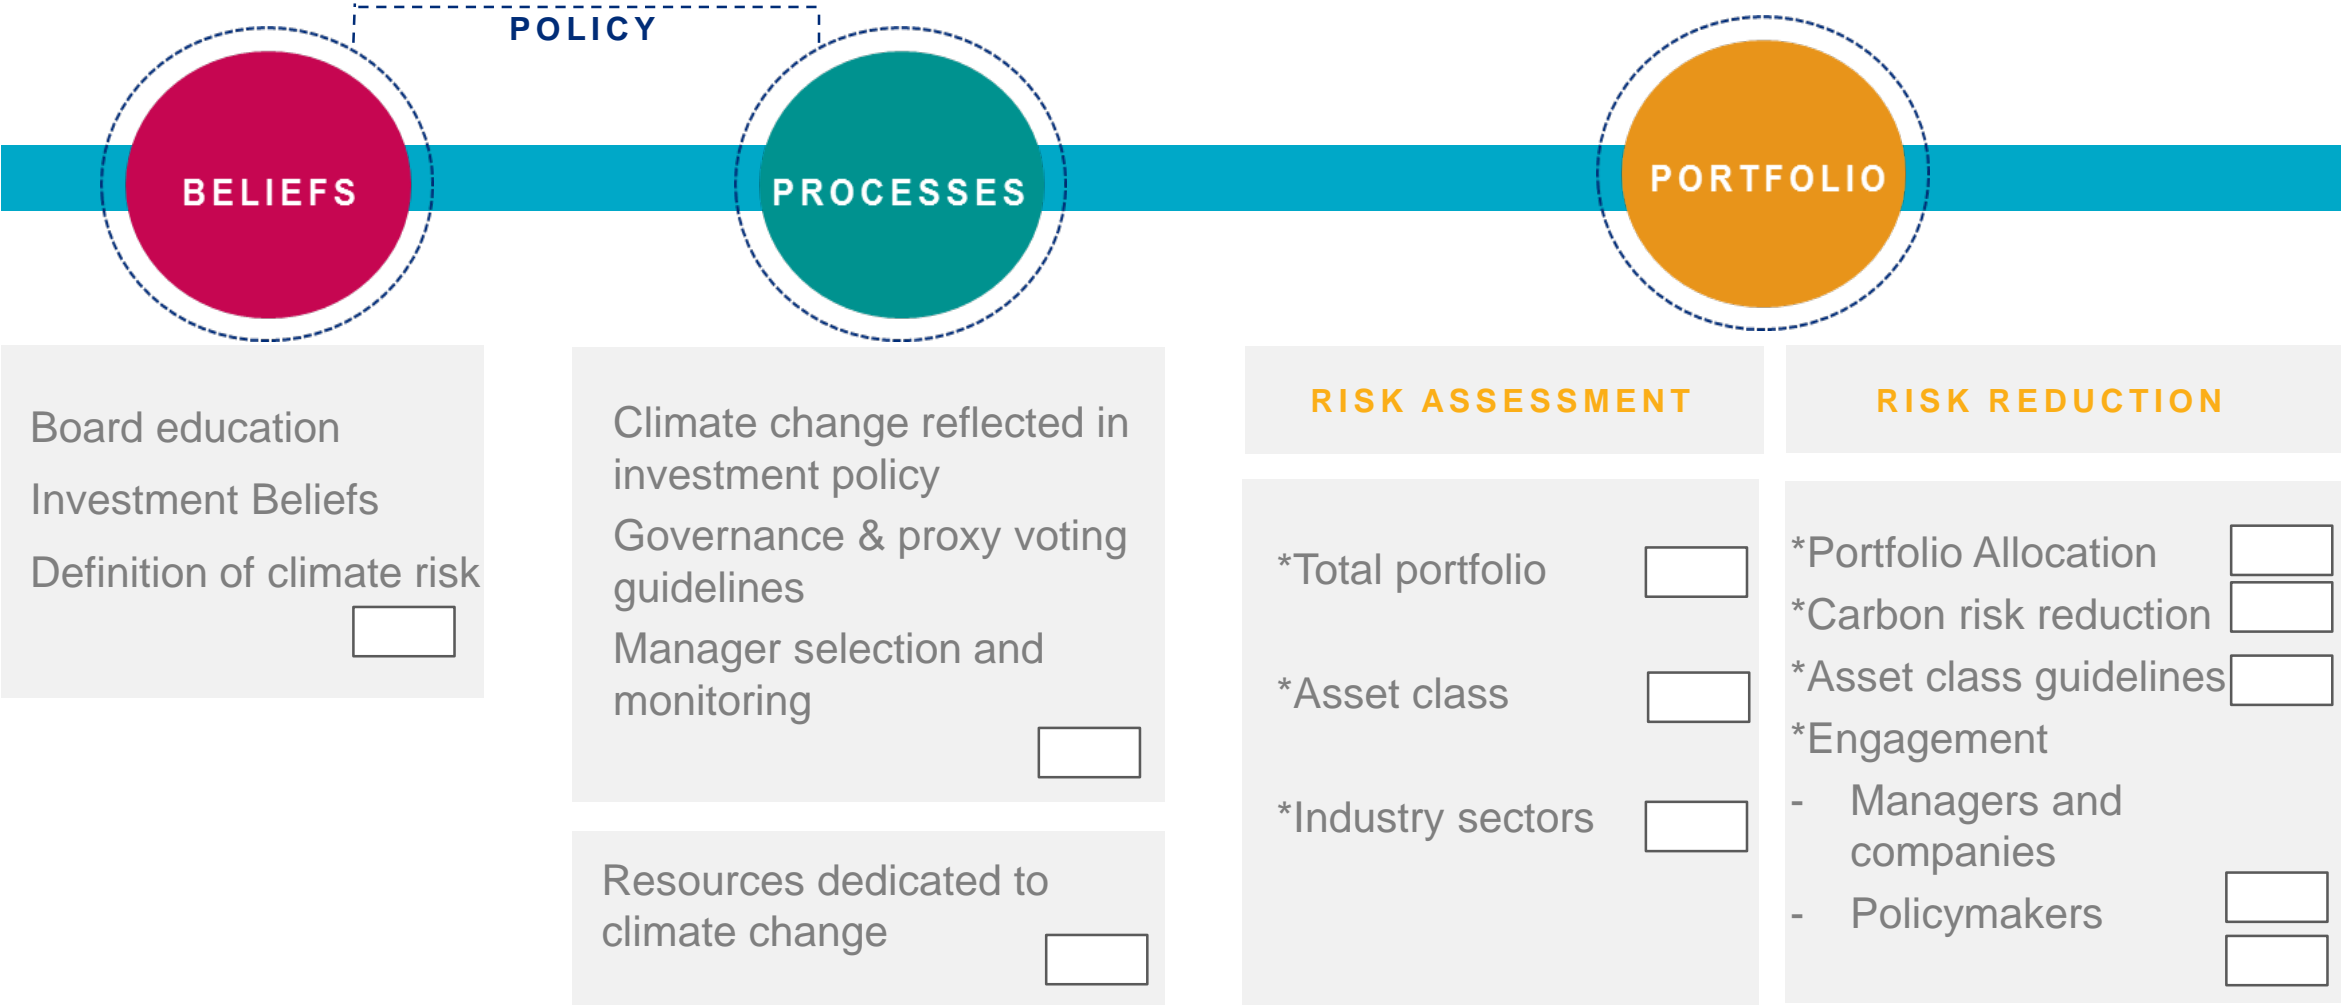 POLICY
BELIEFS
PROCESSES
PORTFOLIO
Board education
Investment Beliefs
Definition of climate risk
Climate change reflected in
investment policy
Governance & proxy voting
guidelines
Manager selection and
monitoring
Resources dedicated to
climate change
RISK ASSESSMENT
*Total portfolio
*Asset class
*Industry sectors
RISK REDUCTION
*Portfolio Allocation
*Carbon risk reduction
*Asset class guidelines
*Engagement
- Managers and
companies
- Policymakers